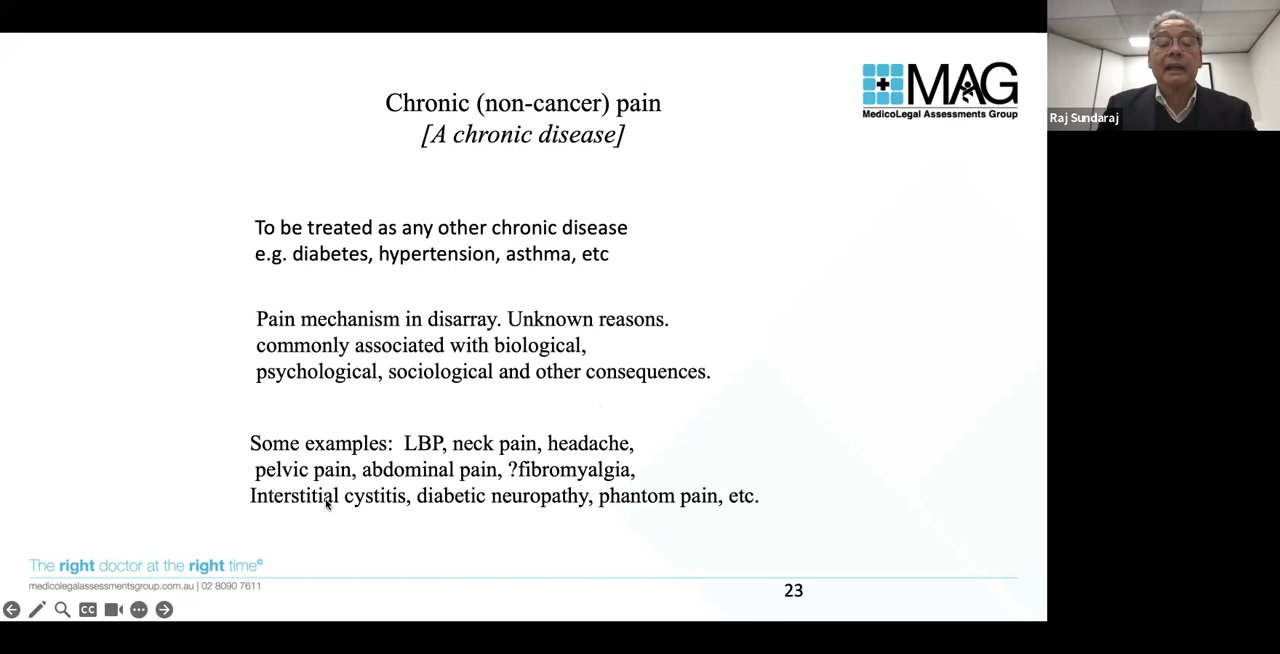 Chronic (non-cancer) pain
[A chronic disease]
MAG
MedicoLegal Assessments Group
Raj Sundaraj
To be treated as any other chronic disease
e.g. diabetes, hypertension, asthma, etc
Pain mechanism in disarray. Unknown reasons.
commonly associated with biological,
psychological, sociological and other consequences.
Some examples: LBP, neck pain, headache,
pelvic pain, abdominal pain, ?fibromyalgia,
Interstitial cystitis, diabetic neuropathy, phantom pain, etc.
The right doctor at the right time©
medicolegalassessmentsgroup.com.au | 02 8090 7611
23
CC